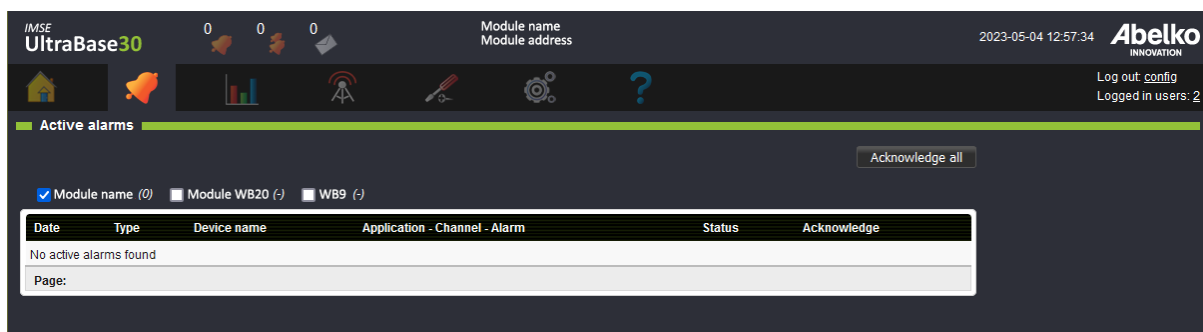 IMSE
UltraBase30
0 0 0
Module name
Module address
2023-05-04 12:57:34
Abelko
INNOVATION
?
Log out: config
Logged in users: 2
Active alarms
Acknowledge all
Module name (0) Module WB20 (-) WB9 (-)
Date Type Device name Application - Channel - Alarm Status Acknowledge
No active alarms found
Page: